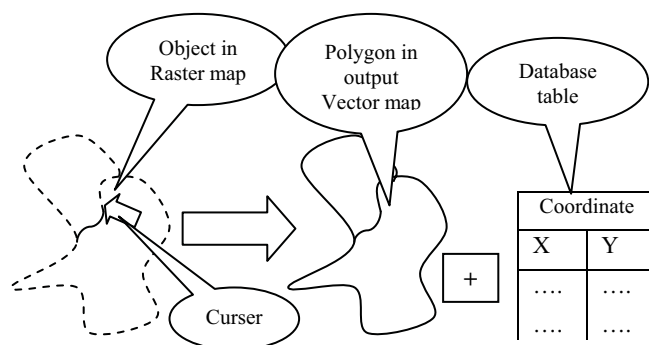 Object in
Raster map
Polygon in
output
Vector map
Database
table
Curser
+
Coordinate
X Y
.... ....
.... ....